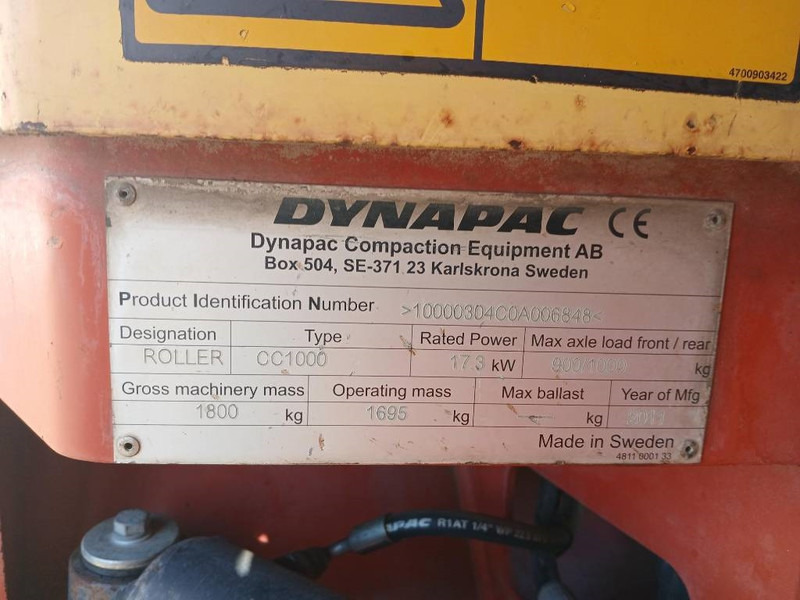 4700903422
DYNAPAC CE
Dynapac Compaction Equipment AB
Box 504, SE-371 23 Karlskrona Sweden
Product Identification Number >10000304C0A006848<
Designation Type Rated Power Max axle load front / rear
ROLLER CC1000 17.3 kW kg
Gross machinery mass Operating mass Max ballast Year of Mfg
1800 kg 1695 kg — kg
Made in Sweden
4811 0001 33
PAC R1AT 1/4"